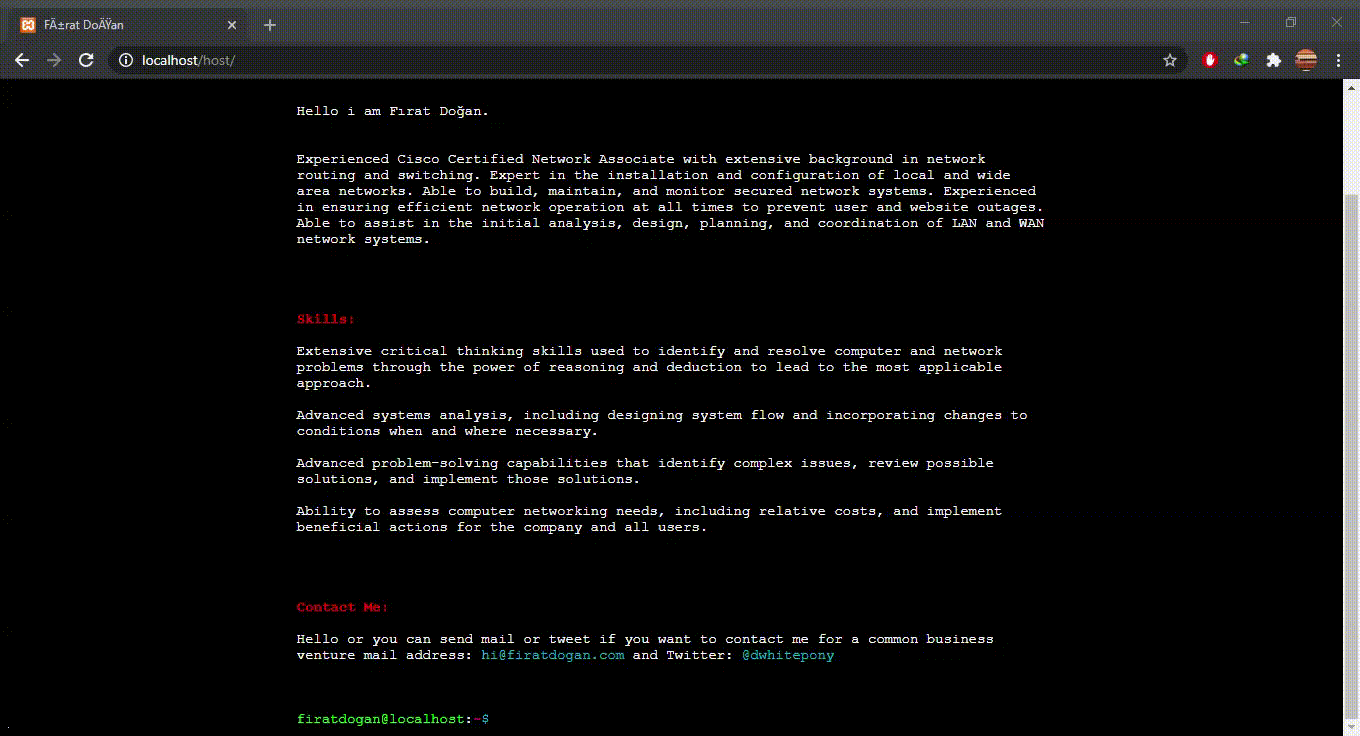 FÄ±rat DoÄŸan
localhost/host/
Hello i am Fırat Doğan.
Experienced Cisco Certified Network Associate with extensive background in network
routing and switching. Expert in the installation and configuration of local and wide
area networks. Able to build, maintain, and monitor secured network systems. Experienced
in ensuring efficient network operation at all times to prevent user and website outages.
Able to assist in the initial analysis, design, planning, and coordination of LAN and WAN
network systems.
Skills:
Extensive critical thinking skills used to identify and resolve computer and network
problems through the power of reasoning and deduction to lead to the most applicable
approach.
Advanced systems analysis, including designing system flow and incorporating changes to
conditions when and where necessary.
Advanced problem-solving capabilities that identify complex issues, review possible
solutions, and implement those solutions.
Ability to assess computer networking needs, including relative costs, and implement
beneficial actions for the company and all users.
Contact Me:
Hello or you can send mail or tweet if you want to contact me for a common business
venture mail address: hi@firatdogan.com and Twitter: @dwhitepony
firatdogan@localhost:~$